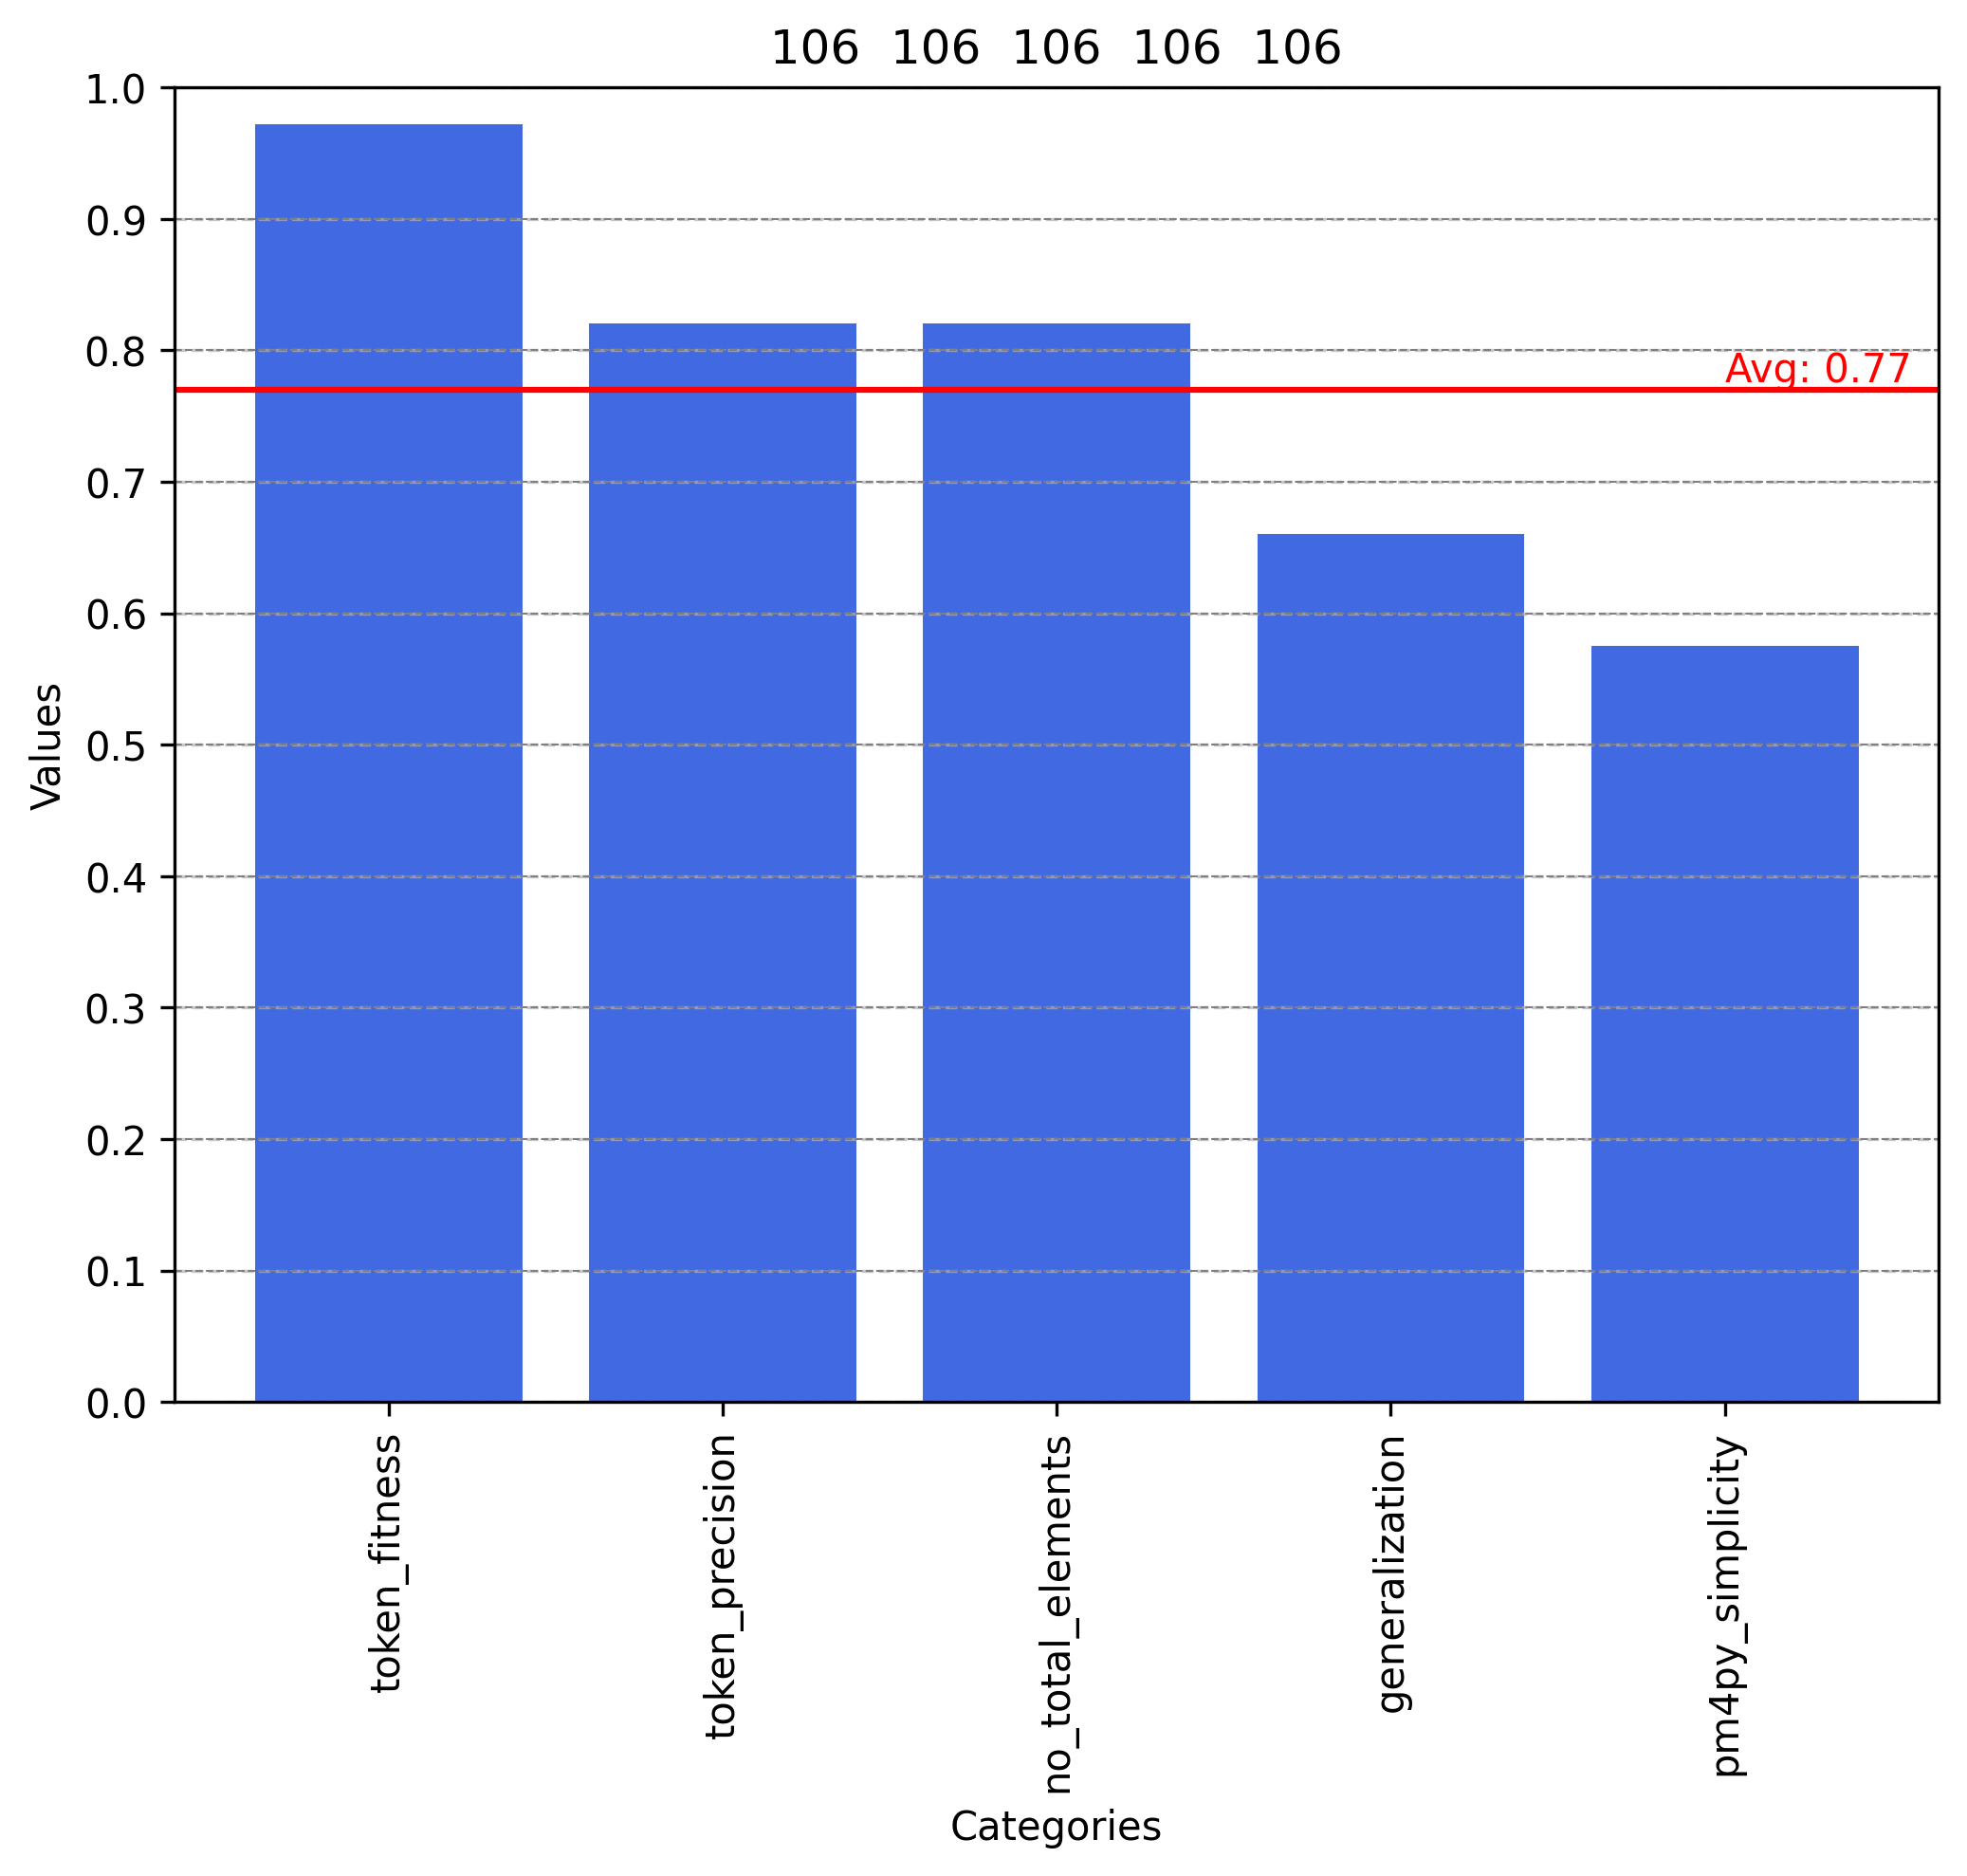 106 106 106 106 106
1.0
0.9
0.8
Avg: 0.77
0.7
0.6
0.5
0.4
0.3
0.2
0.1
0.0
Values
token_fitness
token_precision
no_total_elements
generalization
pm4py_simplicity
Categories